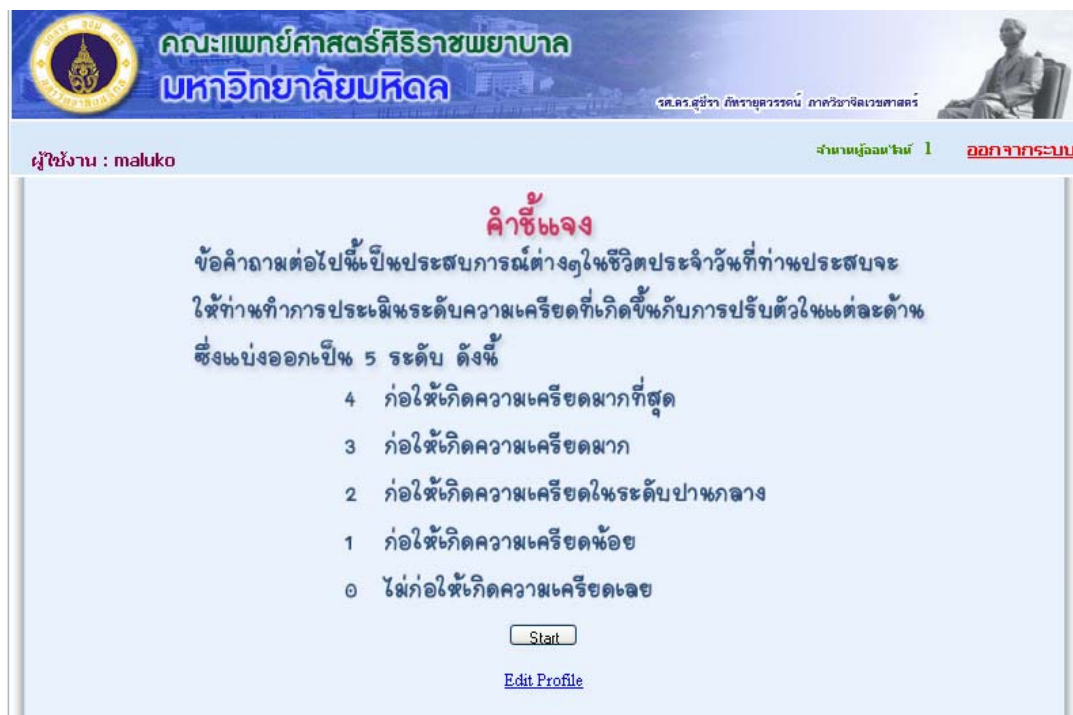 คณะแพทย์ศาสตร์ศิริราชพยาบาล
มหาวิทยาลัยมหิดล
รศ.ดร.สุชีรา ภัทรายุตวรรตน์ ภาควิชาจิตเวชศาสตร์
ผู้ใช้งาน : maluko
จำนวนผู้ออนไลน์ 1
ออกจากระบบ
คำชี้แจง
ข้อคำถามต่อไปนี้เป็นประสบการณ์ต่างๆในชีวิตประจำวันที่ท่านประสบจะ
ให้ท่านทำการประเมินระดับความเครียดที่เกิดขึ้นกับการปรับตัวในแต่ละด้าน
ซึ่งแบ่งออกเป็น 5 ระดับ ดังนี้
4 ก่อให้เกิดความเครียดมากที่สุด
3 ก่อให้เกิดความเครียดมาก
2 ก่อให้เกิดความเครียดในระดับปานกลาง
1 ก่อให้เกิดความเครียดน้อย
0 ไม่ก่อให้เกิดความเครียดเลย
Start
Edit Profile